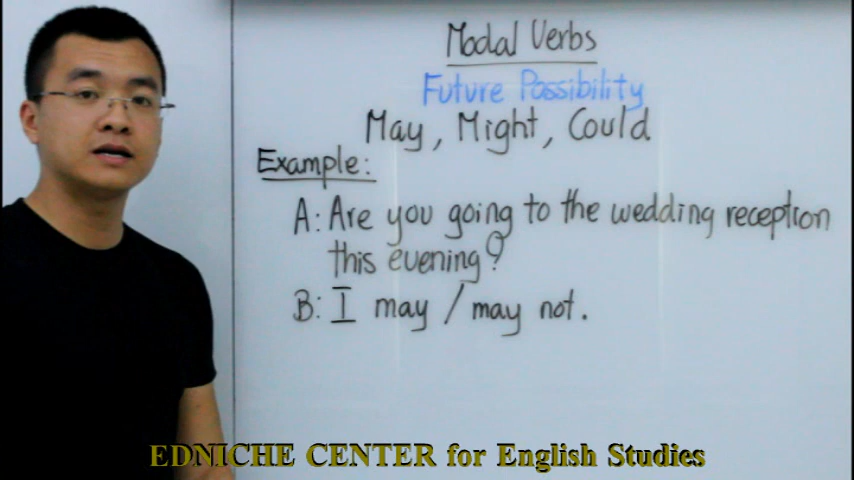 Modal Verbs
Future Possibility
May, Might, Could
Example:
A: Are you going to the wedding reception
this evening?
B: I may / may not.
EDNICHE CENTER for English Studies